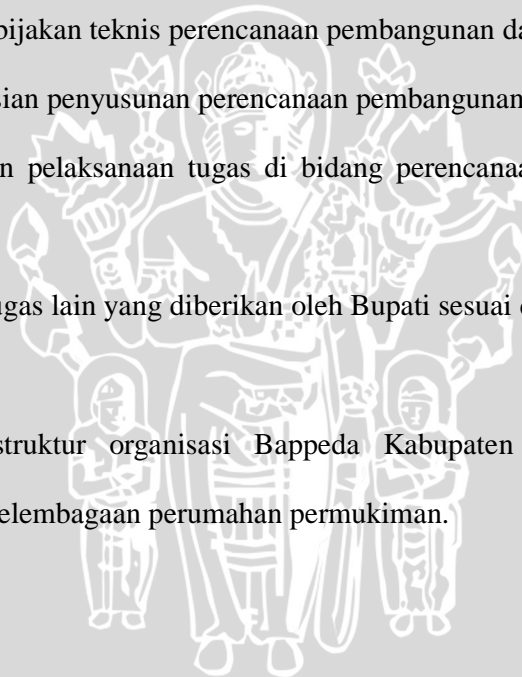 bijakan teknis perencanaan pembangunan da
sian penyusunan perencanaan pembangunan
n pelaksanaan tugas di bidang perencanaa
ugas lain yang diberikan oleh Bupati sesuai
struktur organisasi Bappeda Kabupaten
elembagaan perumahan permukiman.